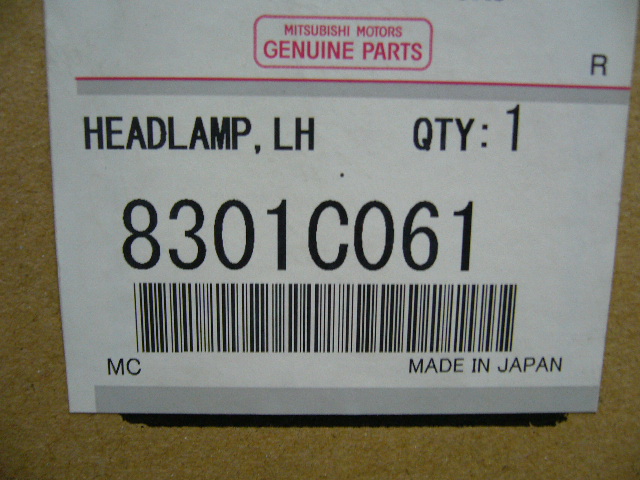 MITSUBISHI MOTORS
GENUINE PARTS
R
HEADLAMP, LH QTY: 1
8301C061
MC MADE IN JAPAN